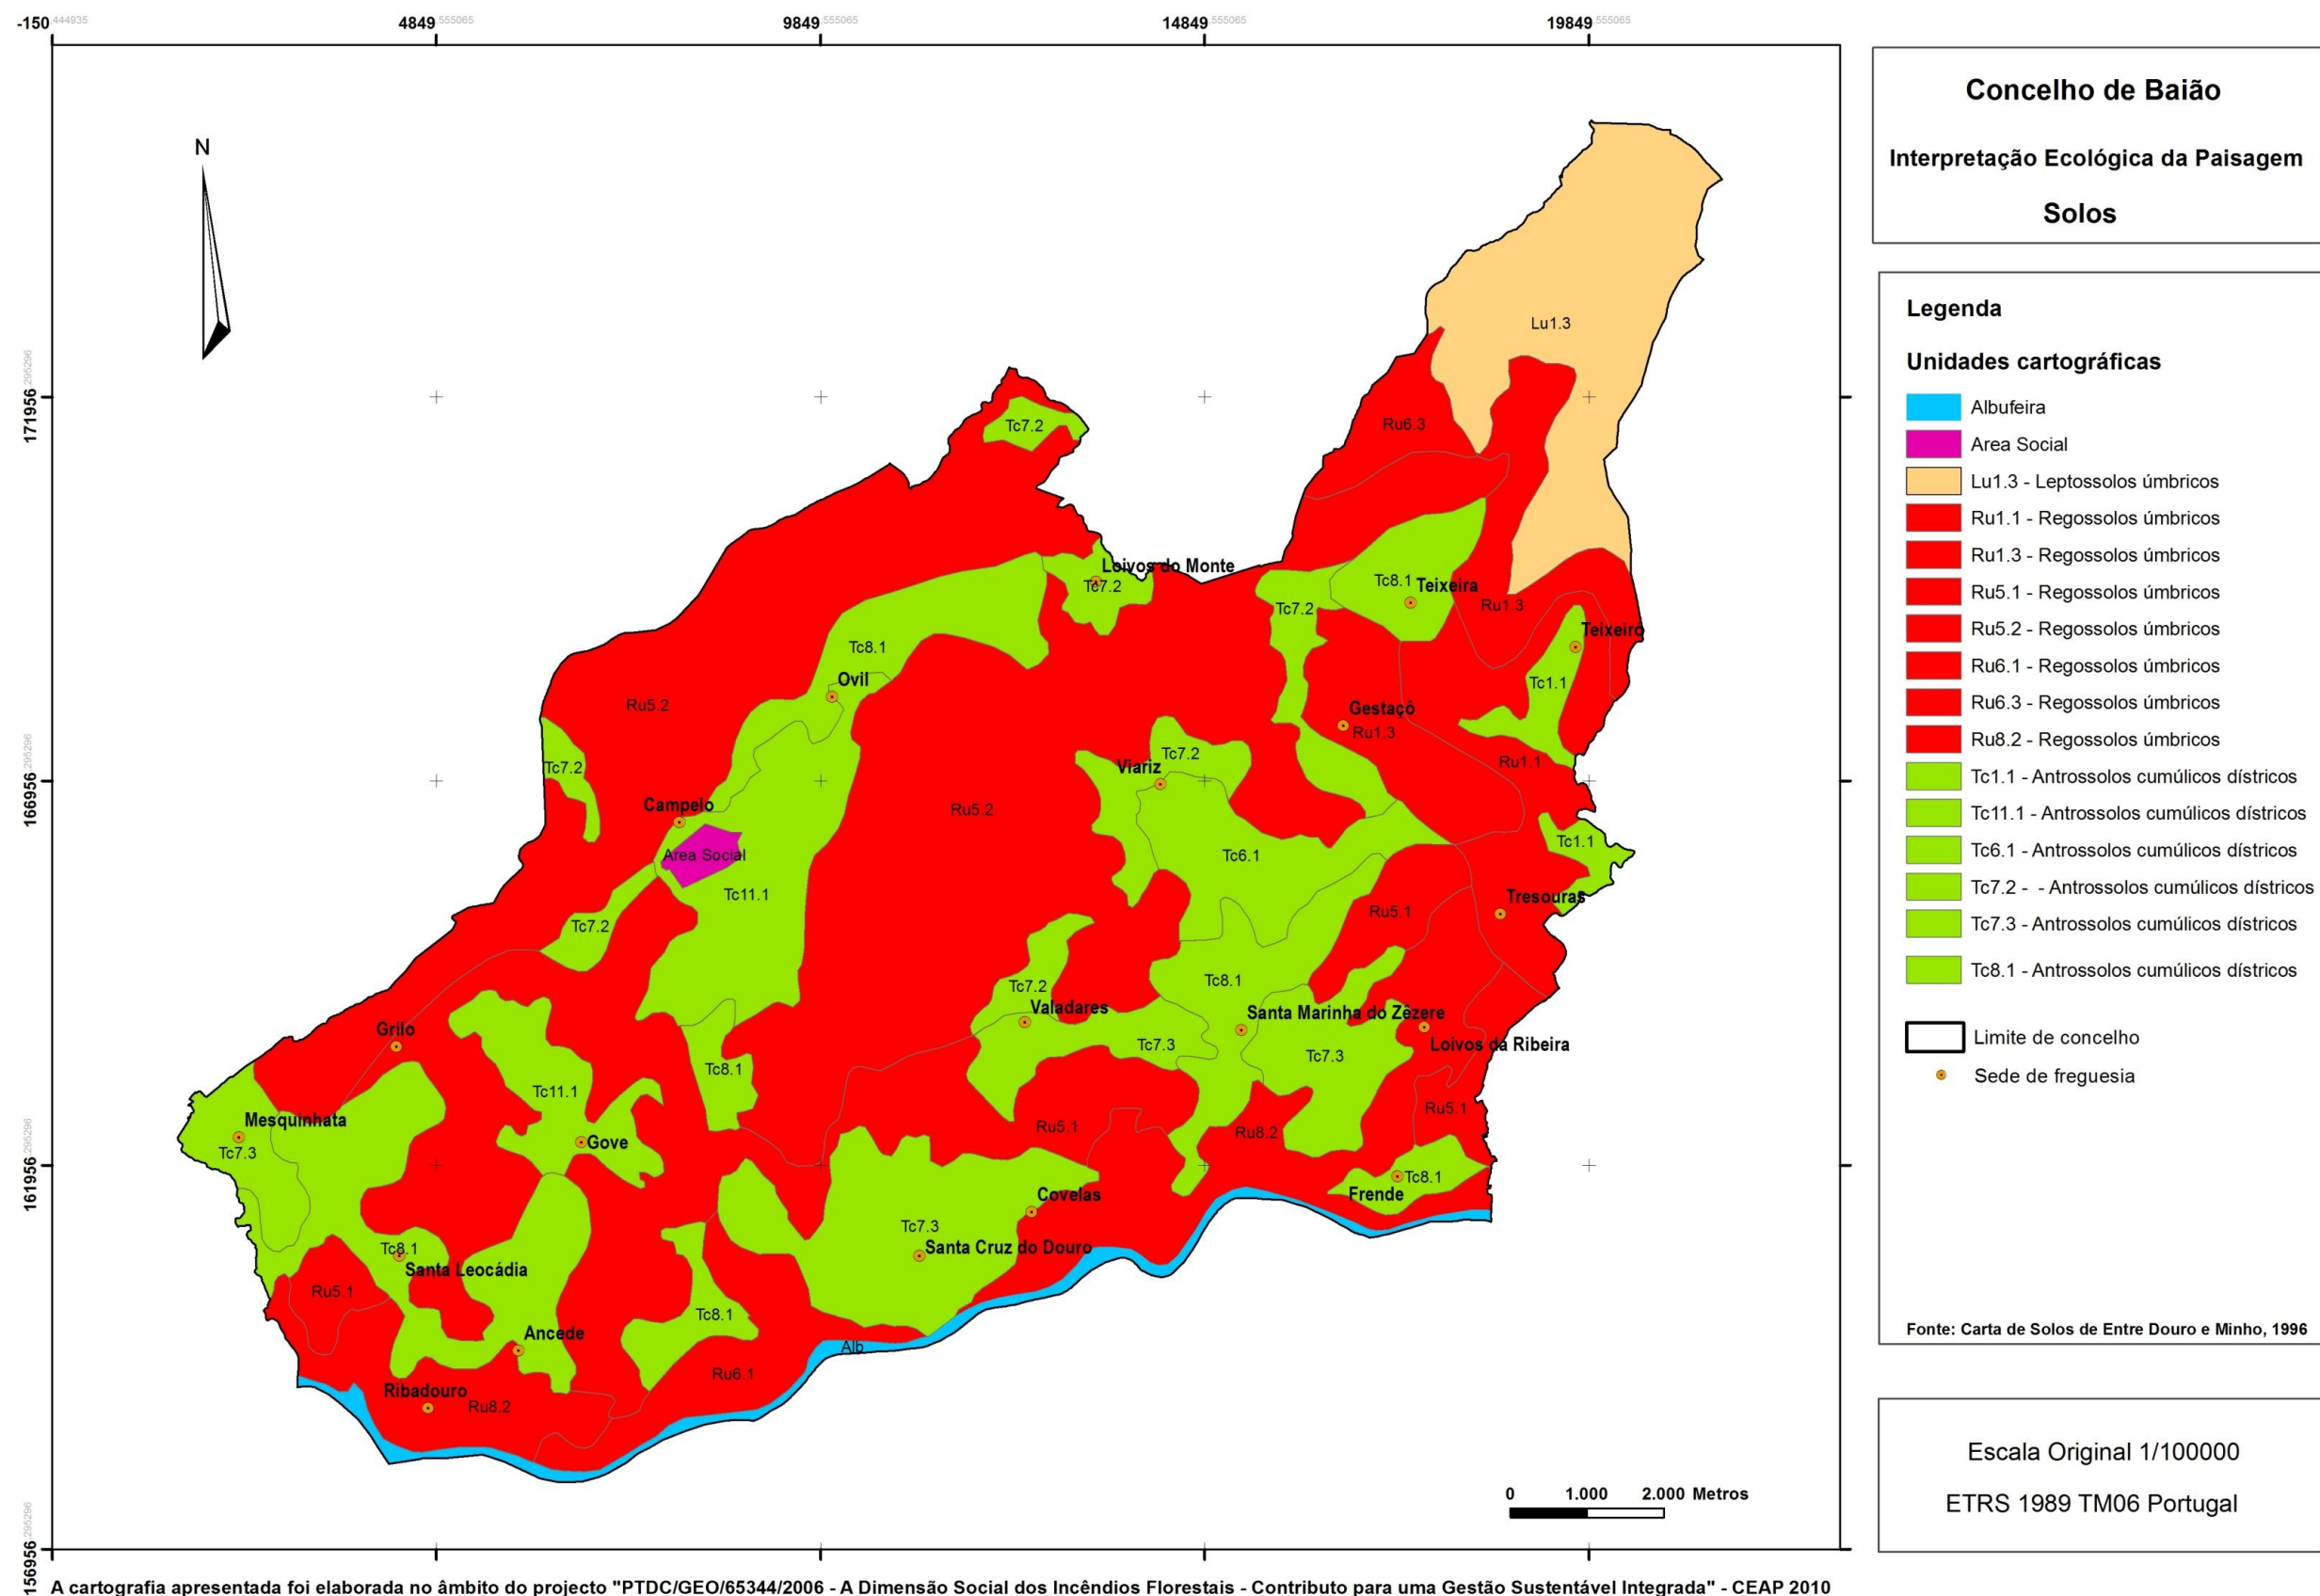 -150,444935 4849,555065 9849,555065 14849,555065 19849,555065
171956,295296
166956,295296
161956,295296
156956,295296
N
Concelho de Baião
Interpretação Ecológica da Paisagem
Solos
Lu1.3
Ru6.3
Tc7.2
Loivos do Monte
Tc7.2
Tc8.1
Teixeira
Tc7.2
Ru1.3
Teixeiró
Tc8.1
Ovil
Tc1.1
Ru5.2
Gestaçô
Ru1.3
Tc7.2
Viariz
Ru1.1
Tc7.2
Campelo
Ru5.2
Area Social
Tc6.1
Tc1.1
Tc11.1
Tresouras
Ru5.1
Tc7.2
Tc8.1
Tc7.2
Valadares
Santa Marinha do Zêzere
Grilo
Tc7.3
Tc7.3
Loivos da Ribeira
Tc8.1
Tc11.1
Ru5.1
Mesquinhata
Ru5.1
Ru8.2
Gove
Tc7.3
Tc8.1
Frende
Covelas
Tc7.3
Santa Cruz do Douro
Tc8.1
Santa Leocádia
Ru5.1
Tc8.1
Ancede
Alb
Ru6.1
Ribadouro
Ru8.2
0 1.000 2.000 Metros
Legenda
Unidades cartográficas
Albufeira
Area Social
Lu1.3 - Leptossolos úmbricos
Ru1.1 - Regossolos úmbricos
Ru1.3 - Regossolos úmbricos
Ru5.1 - Regossolos úmbricos
Ru5.2 - Regossolos úmbricos
Ru6.1 - Regossolos úmbricos
Ru6.3 - Regossolos úmbricos
Ru8.2 - Regossolos úmbricos
Tc1.1 - Antrossolos cumúlicos dístricos
Tc11.1 - Antrossolos cumúlicos dístricos
Tc6.1 - Antrossolos cumúlicos dístricos
Tc7.2 - - Antrossolos cumúlicos dístricos
Tc7.3 - Antrossolos cumúlicos dístricos
Tc8.1 - Antrossolos cumúlicos dístricos
Limite de concelho
Sede de freguesia
Fonte: Carta de Solos de Entre Douro e Minho, 1996
Escala Original 1/100000
ETRS 1989 TM06 Portugal
A cartografia apresentada foi elaborada no âmbito do projecto "PTDC/GEO/65344/2006 - A Dimensão Social dos Incêndios Florestais - Contributo para uma Gestão Sustentável Integrada" - CEAP 2010